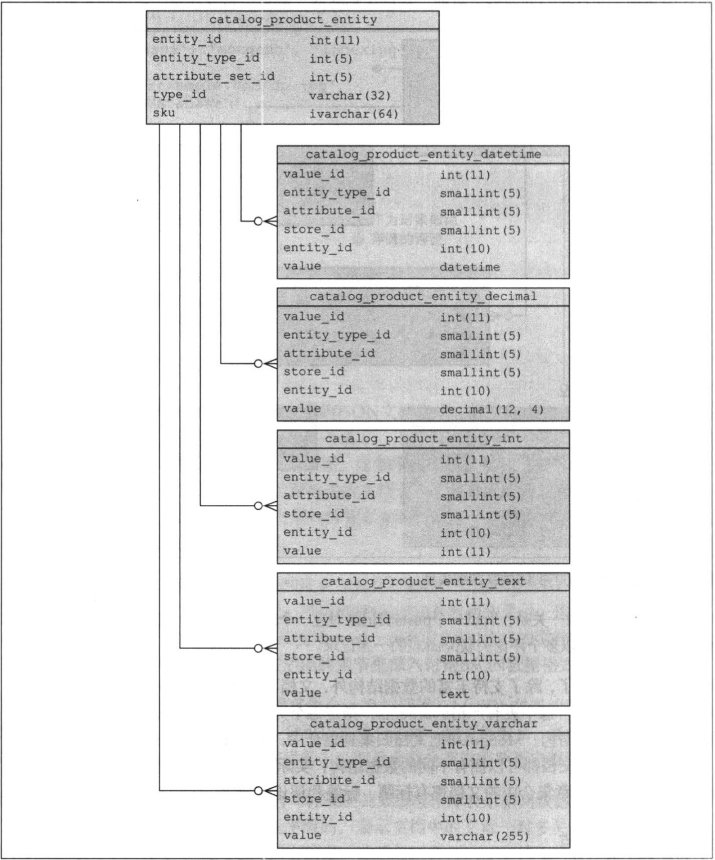 catalog_product_entity
entity_id int(11)
entity_type_id int(5)
attribute_set_id int(5)
type_id varchar(32)
sku ivarchar(64)
catalog_product_entity_datetime
value_id int(11)
entity_type_id smallint(5)
attribute_id smallint(5)
store_id smallint(5)
entity_id int(10)
value datetime
catalog_product_entity_decimal
value_id int(11)
entity_type_id smallint(5)
attribute_id smallint(5)
store_id smallint(5)
entity_id int(10)
value decimal(12, 4)
catalog_product_entity_int
value_id int(11)
entity_type_id smallint(5)
attribute_id smallint(5)
store_id smallint(5)
entity_id int(10)
value int(11)
catalog_product_entity_text
value_id int(11)
entity_type_id smallint(5)
attribute_id smallint(5)
store_id smallint(5)
entity_id int(10)
value text
catalog_product_entity_varchar
value_id int(11)
entity_type_id smallint(5)
attribute_id smallint(5)
store_id smallint(5)
entity_id int(10)
value varchar(255)